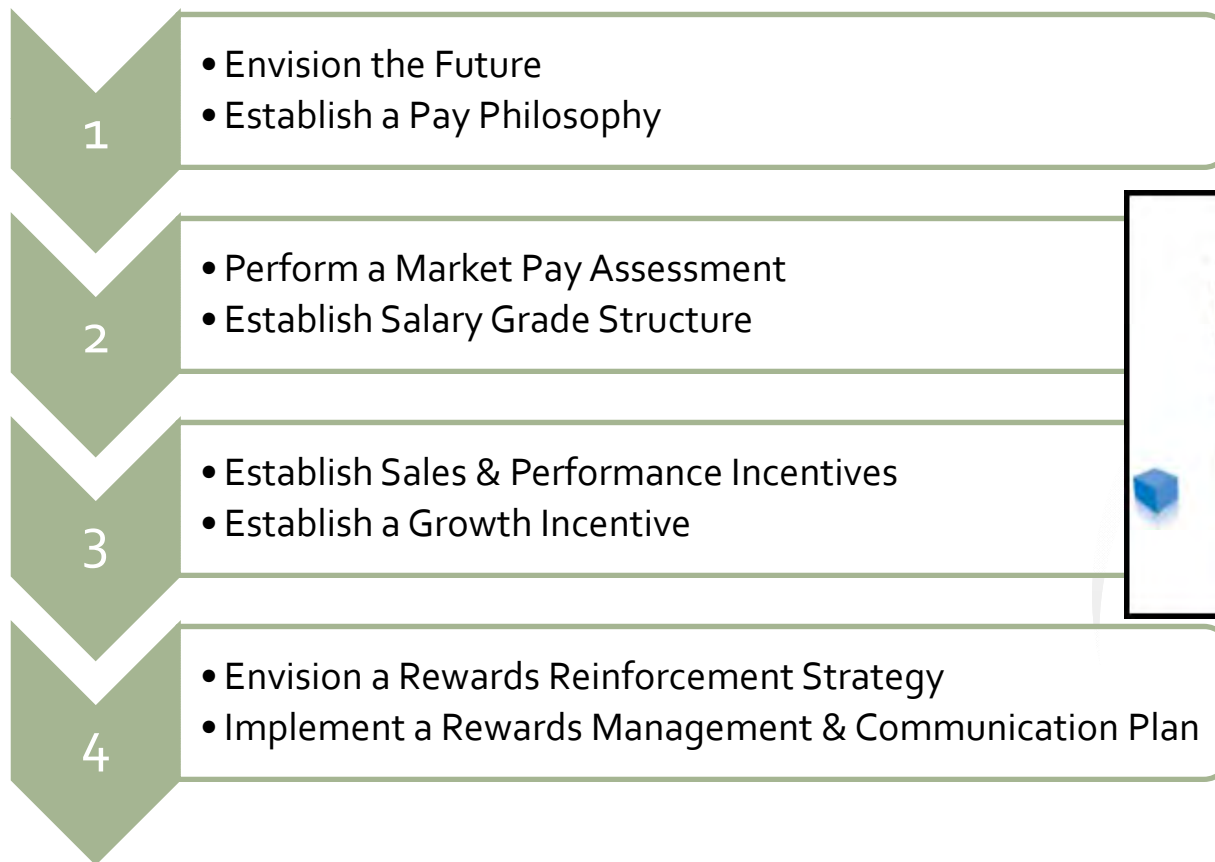 1
• Envision the Future
• Establish a Pay Philosophy
2
• Perform a Market Pay Assessment
• Establish Salary Grade Structure
3
• Establish Sales & Performance Incentives
• Establish a Growth Incentive
4
• Envision a Rewards Reinforcement Strategy
• Implement a Rewards Management & Communication Plan